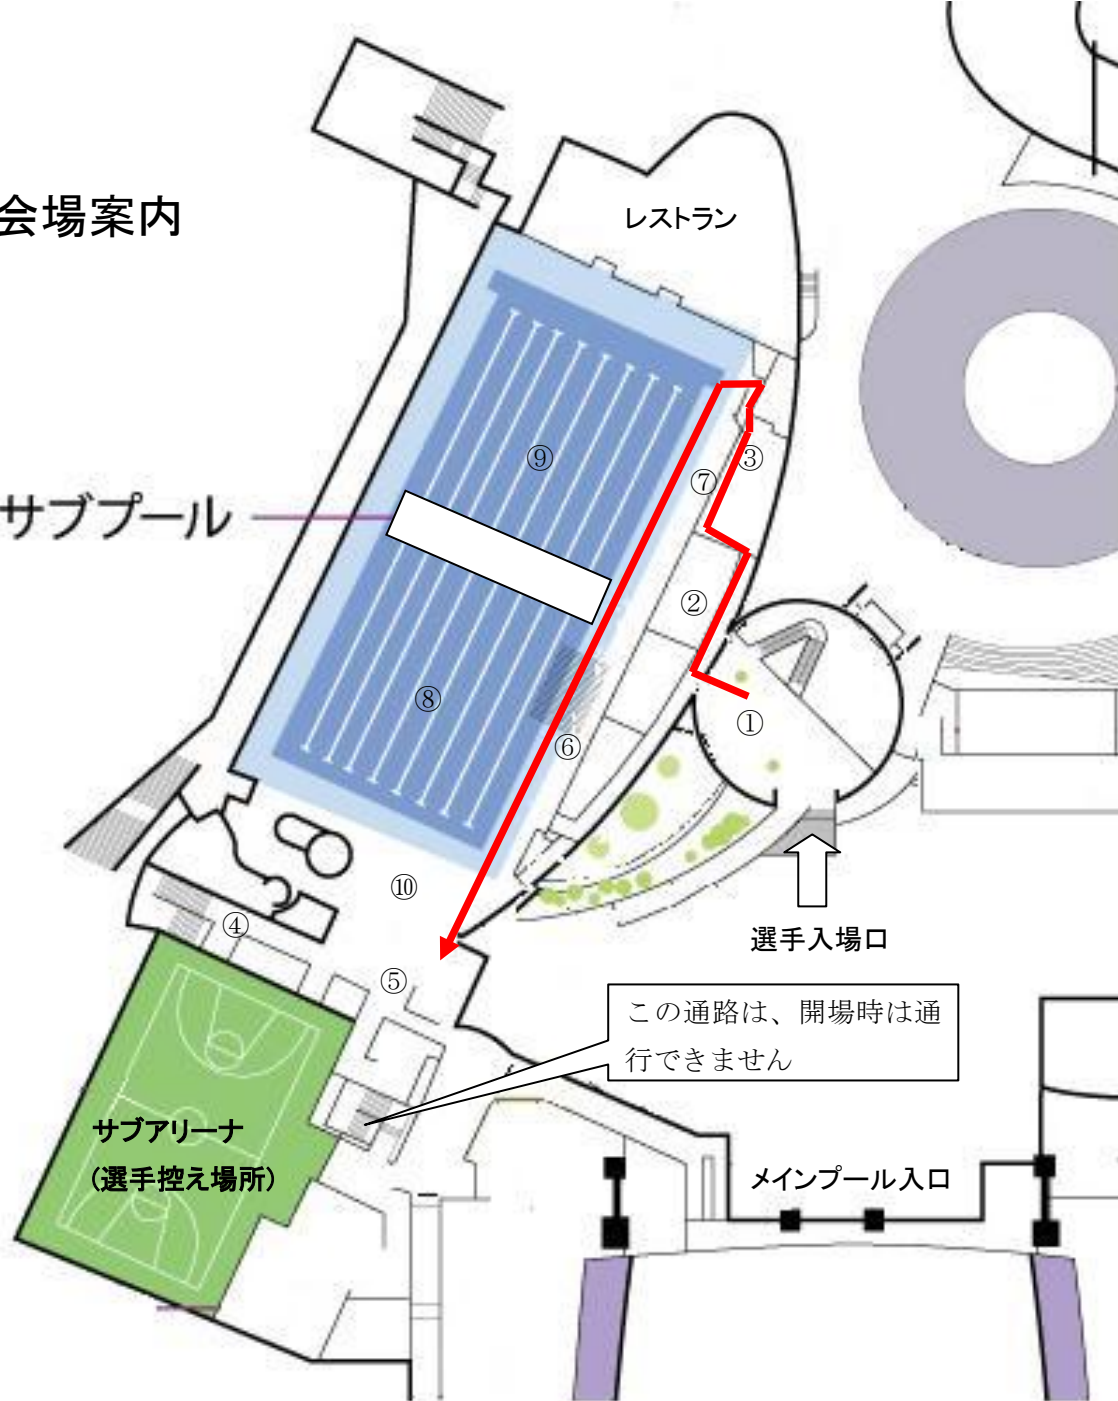 会場案内
レストラン
サブプール
⑨
⑦
③
②
⑧
①
⑥
⑩
④
⑤
選手入場口
この通路は、開場時は通
行できません
サブアリーナ
(選手控え場所)
メインプール入口